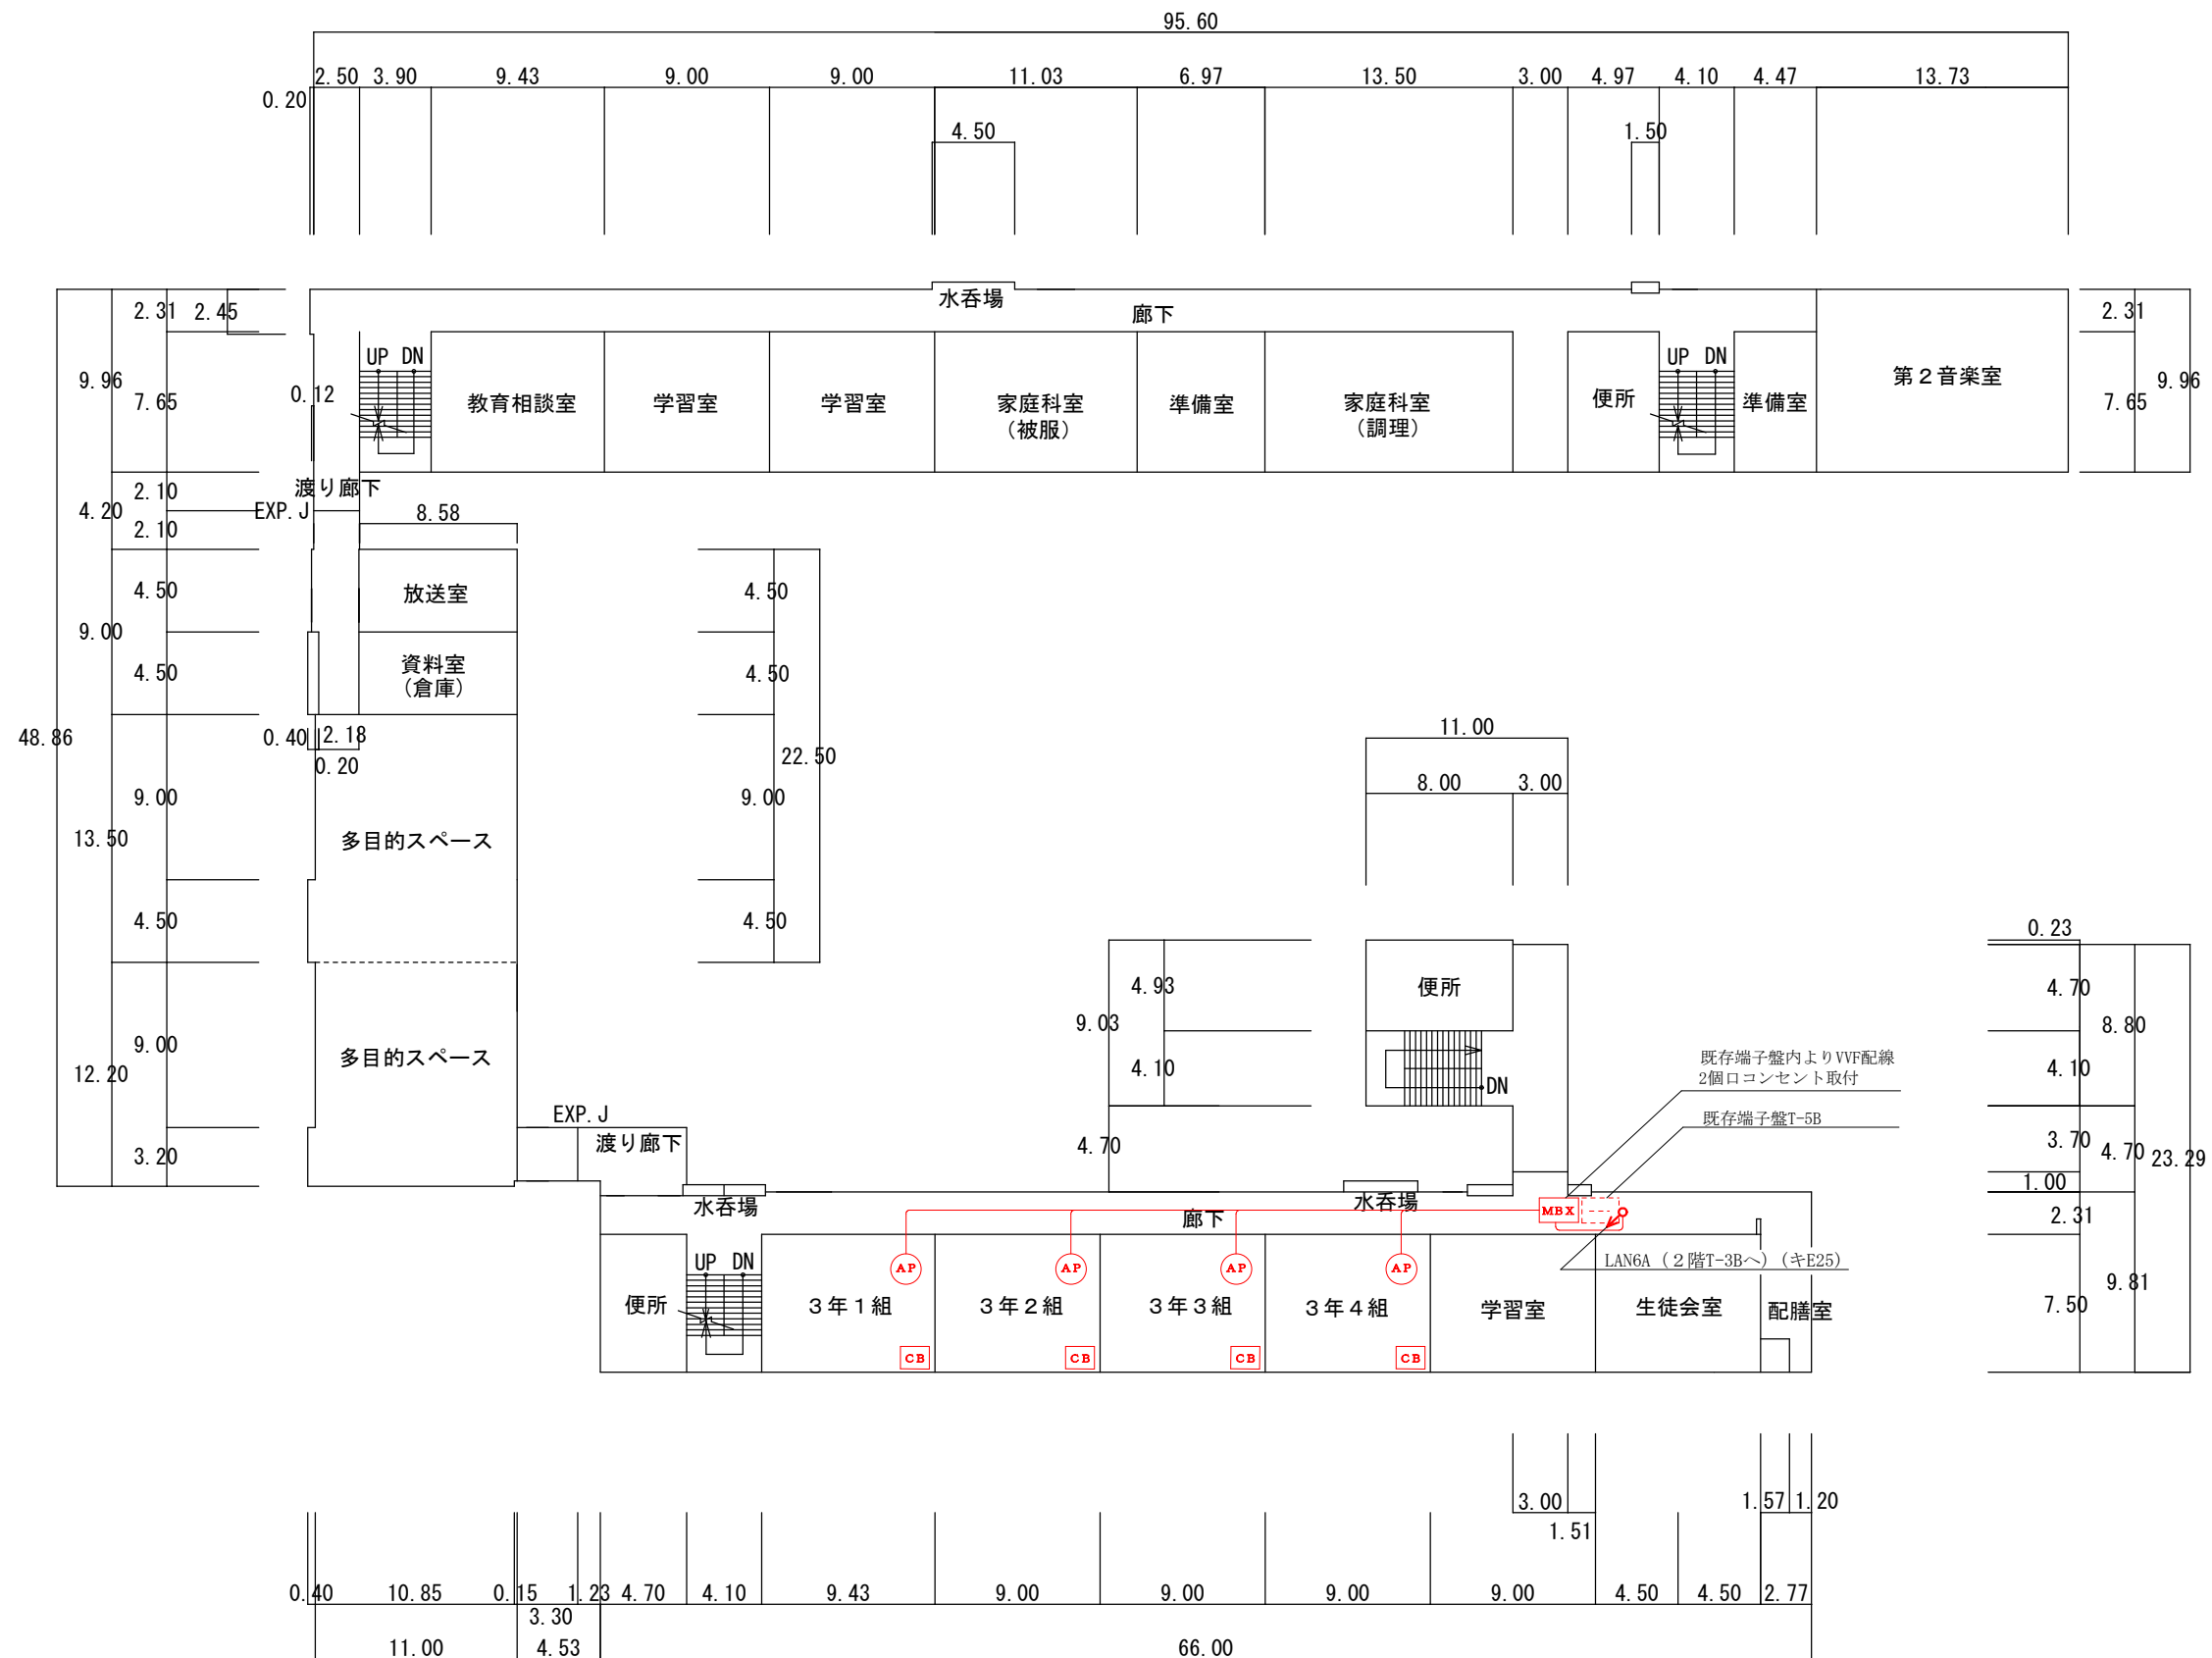 95.60
2.50 3.90 9.43 9.00 9.00 11.03 6.97 13.50 3.00 4.97 4.10 4.47 13.73
0.20
4.50 1.50
水呑場
廊下
2.31 2.45 2.31
UP DN UP DN
9.96 7.65 0.12 7.65 9.96
教育相談室 学習室 学習室 家庭科室 準備室 家庭科室 便所 準備室 第2音楽室
(被服) (調理)
渡り廊下
2.10
4.20 EXP.J 8.58
2.10
4.50 放送室 4.50
9.00
4.50 資料室 4.50
(倉庫)
48.86 0.40 2.18 22.50
0.20
11.00
8.00 3.00
9.00 9.00
13.50 多目的スペース
4.50 4.50
0.23
4.93 便所 4.70
9.03 8.80
9.00 多目的スペース
12.20 4.10 DN 4.10
既存端子盤内よりVVF配線
2個口コンセント取付
既存端子盤T-5B
EXP.J
渡り廊下
3.20 4.70 3.70 4.70 23.29
1.00
水呑場 廊下 水呑場 MBX 2.31
UP DN AP AP AP AP LAN6A(2階T-3Bへ)(キE25)
便所 3年1組 3年2組 3年3組 3年4組 学習室 生徒会室 配膳室 7.50 9.81
CB CB CB CB
3.00 1.57 1.20
1.51
0.40 10.85 0.15 1.23 4.70 4.10 9.43 9.00 9.00 9.00 9.00 4.50 4.50 2.77
3.30
11.00 4.53 66.00